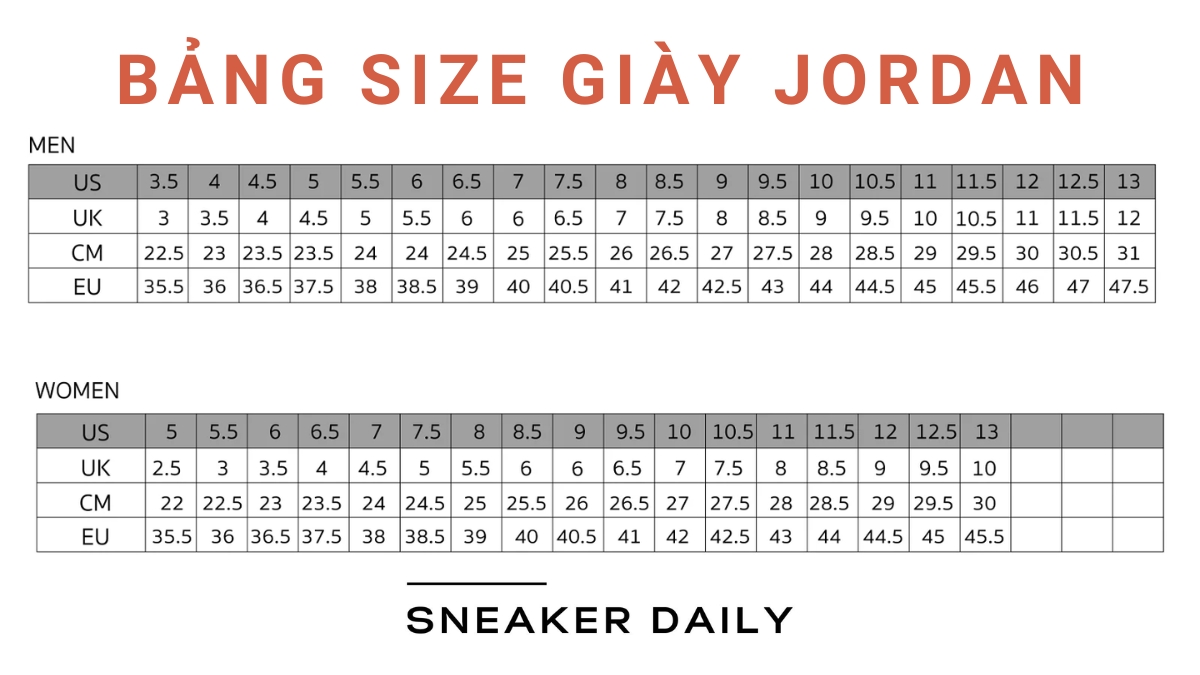 BẢNG SIZE GIÀY JORDAN
MEN
US 3.5 4 4.5 5 5.5 6 6.5 7 7.5 8 8.5 9 9.5 10 10.5 11 11.5 12 12.5 13
UK 3 3.5 4 4.5 5 5.5 6 6 6.5 7 7.5 8 8.5 9 9.5 10 10.5 11 11.5 12
CM 22.5 23 23.5 23.5 24 24 24.5 25 25.5 26 26.5 27 27.5 28 28.5 29 29.5 30 30.5 31
EU 35.5 36 36.5 37.5 38 38.5 39 40 40.5 41 42 42.5 43 44 44.5 45 45.5 46 47 47.5
WOMEN
US 5 5.5 6 6.5 7 7.5 8 8.5 9 9.5 10 10.5 11 11.5 12 12.5 13
UK 2.5 3 3.5 4 4.5 5 5.5 6 6 6.5 7 7.5 8 8.5 9 9.5 10
CM 22 22.5 23 23.5 24 24.5 25 25.5 26 26.5 27 27.5 28 28.5 29 29.5 30
EU 35.5 36 36.5 37.5 38 38.5 39 40 40.5 41 42 42.5 43 44 44.5 45 45.5
SNEAKER DAILY